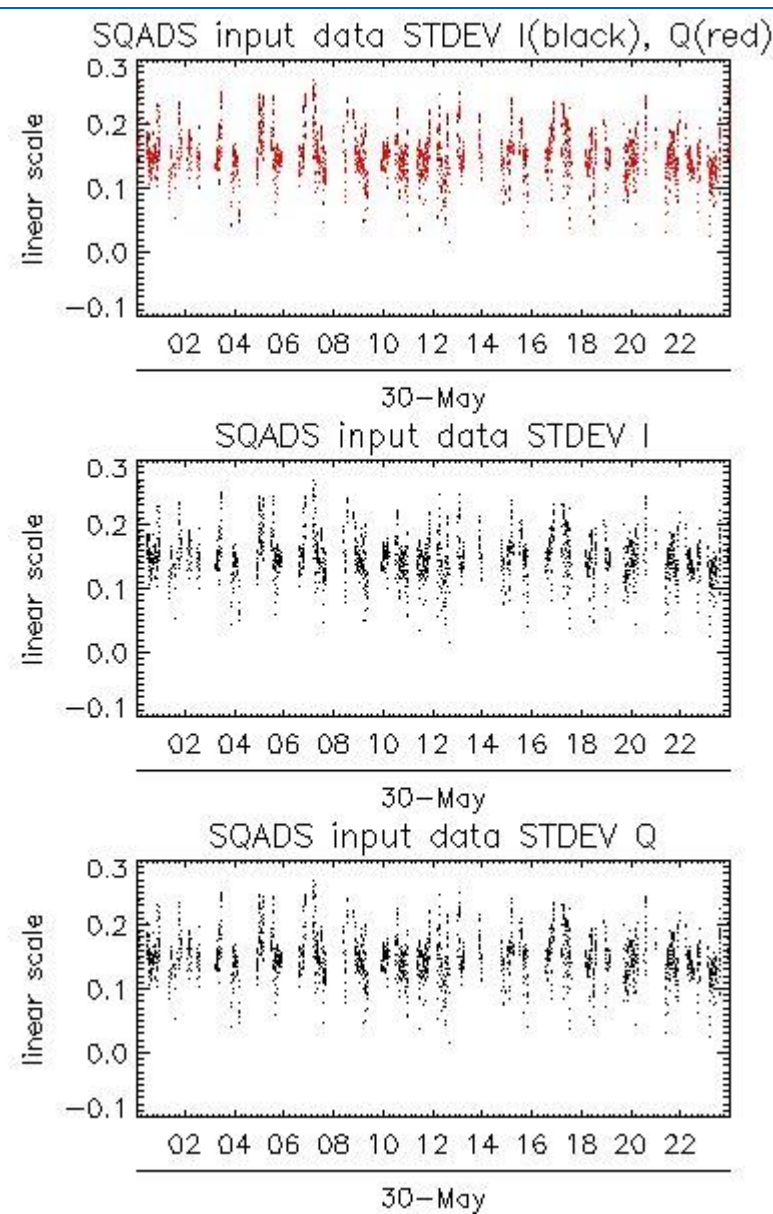 SQADS input data STDEV I(black), Q(red)
0.3
0.2
0.1
0.0
-0.1
linear scale
02 04 06 08 10 12 14 16 18 20 22
30-May
SQADS input data STDEV I
0.3
0.2
0.1
0.0
-0.1
linear scale
02 04 06 08 10 12 14 16 18 20 22
30-May
SQADS input data STDEV Q
0.3
0.2
0.1
0.0
-0.1
linear scale
02 04 06 08 10 12 14 16 18 20 22
30-May